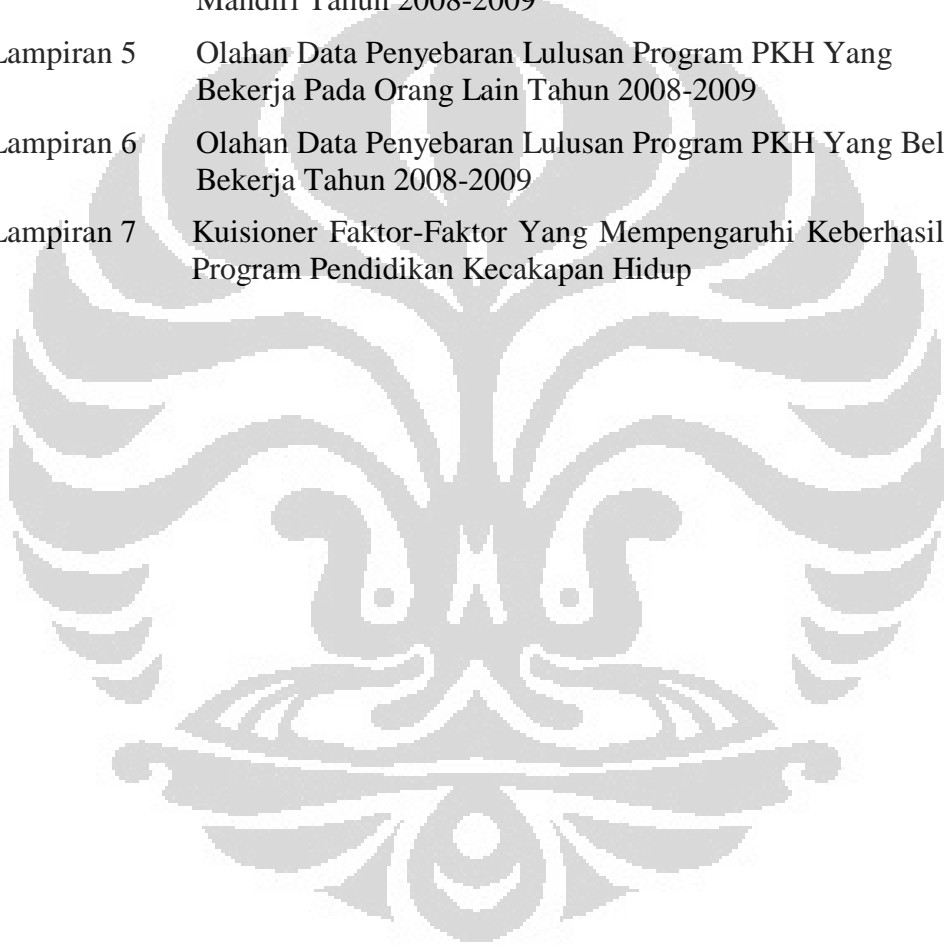 Mandiri Tahun 2008-2009
Lampiran 5 Olahan Data Penyebaran Lulusan Program PKH Yang
Bekerja Pada Orang Lain Tahun 2008-2009
Lampiran 6 Olahan Data Penyebaran Lulusan Program PKH Yang Bel
Bekerja Tahun 2008-2009
Lampiran 7 Kuisioner Faktor-Faktor Yang Mempengaruhi Keberhasil
Program Pendidikan Kecakapan Hidup